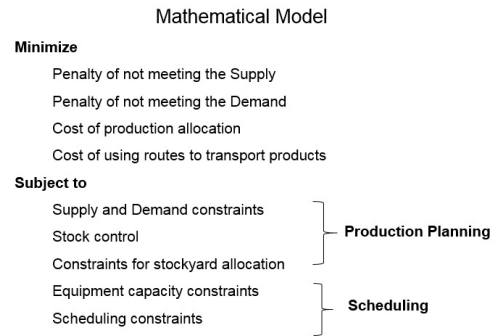 Mathematical Model
Minimize
Penalty of not meeting the Supply
Penalty of not meeting the Demand
Cost of production allocation
Cost of using routes to transport products
Subject to
Supply and Demand constraints
Stock control
Constraints for stockyard allocation
Production Planning
Equipment capacity constraints
Scheduling constraints
Scheduling